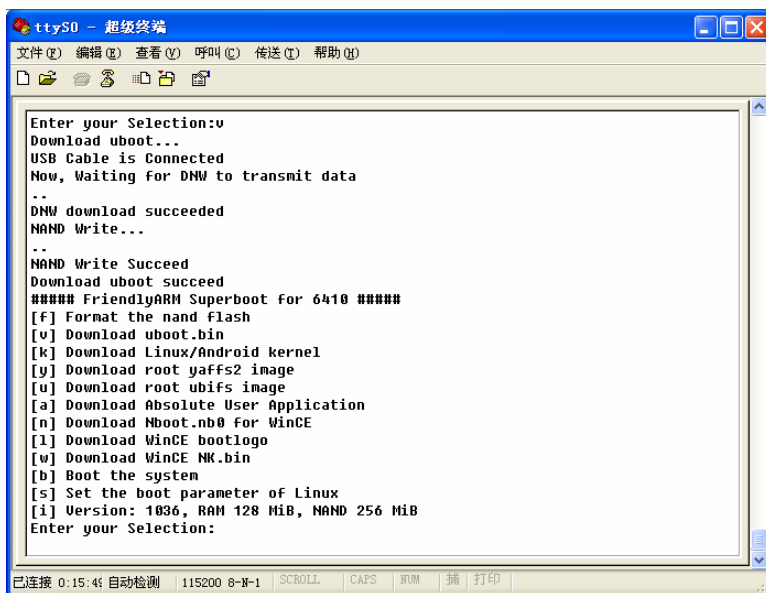 ttyS0 - 超级终端
文件(F) 编辑(E) 查看(V) 呼叫(C) 传送(T) 帮助(H)
Enter your Selection:v
Download uboot...
USB Cable is Connected
Now, Waiting for DNW to transmit data
..
DNW download succeeded
NAND Write...
..
NAND Write Succeed
Download uboot succeed
##### FriendlyARM Superboot for 6410 #####
[f] Format the nand flash
[v] Download uboot.bin
[k] Download Linux/Android kernel
[y] Download root yaffs2 image
[u] Download root ubifs image
[a] Download Absolute User Application
[n] Download Nboot.nb0 for WinCE
[l] Download WinCE bootlogo
[w] Download WinCE NK.bin
[b] Boot the system
[s] Set the boot parameter of Linux
[i] Version: 1036, RAM 128 MiB, NAND 256 MiB
Enter your Selection:
已连接 0:15:49 自动检测 115200 8-N-1 SCROLL CAPS NUM 捕 打印